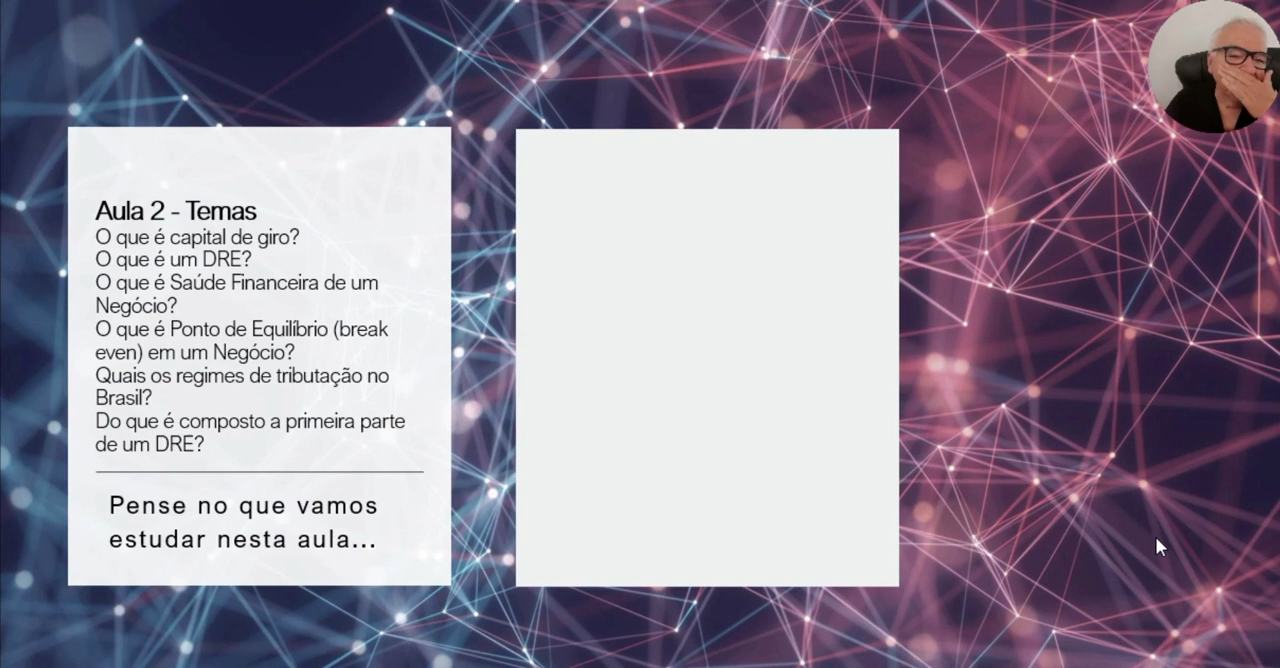 Aula 2 - Temas
O que é capital de giro?
O que é um DRE?
O que é Saúde Financeira de um
Negócio?
O que é Ponto de Equilíbrio (break
even) em um Negócio?
Quais os regimes de tributação no
Brasil?
Do que é composto a primeira parte
de um DRE?
Pense no que vamos
estudar nesta aula...